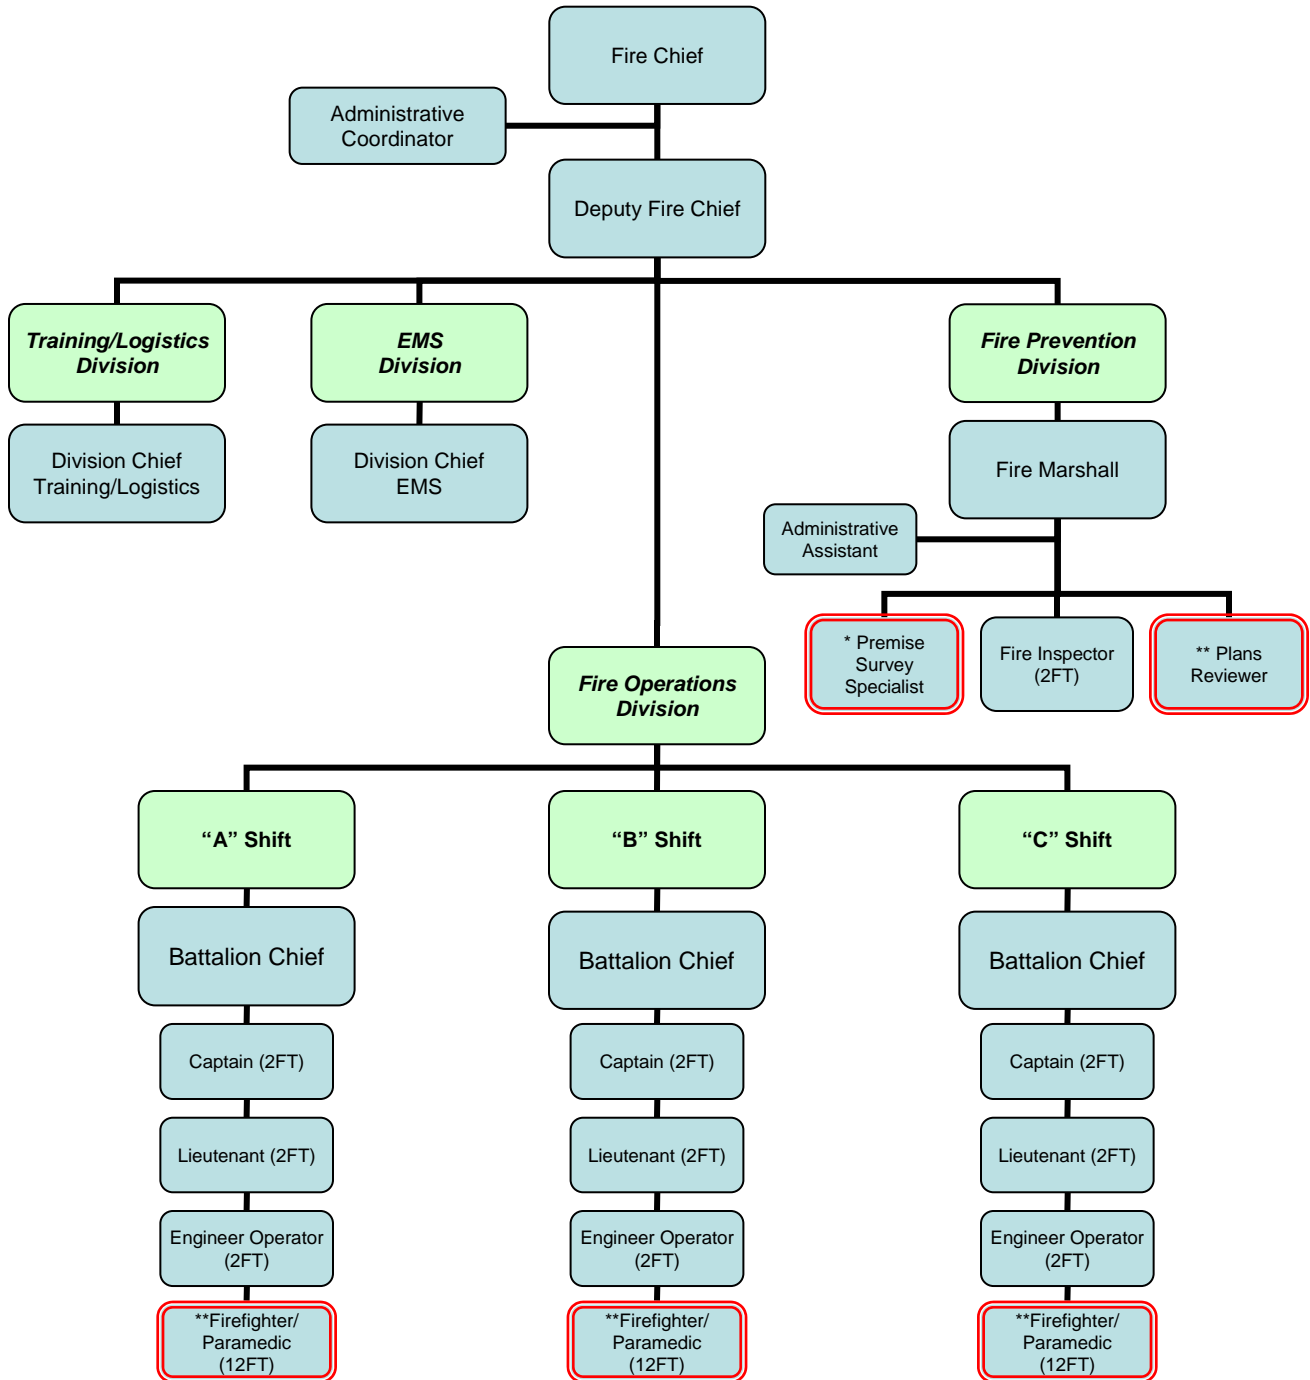 Fire Chief
Administrative
Coordinator
Deputy Fire Chief
Training/Logistics
Division
EMS
Division
Fire Prevention
Division
Division Chief
Training/Logistics
Division Chief
EMS
Fire Marshall
Administrative
Assistant
* Premise
Survey
Specialist
Fire Inspector
(2FT)
** Plans
Reviewer
Fire Operations
Division
“A” Shift
“B” Shift
“C” Shift
Battalion Chief
Battalion Chief
Battalion Chief
Captain (2FT)
Captain (2FT)
Captain (2FT)
Lieutenant (2FT)
Lieutenant (2FT)
Lieutenant (2FT)
Engineer Operator
(2FT)
Engineer Operator
(2FT)
Engineer Operator
(2FT)
**Firefighter/
Paramedic
(12FT)
**Firefighter/
Paramedic
(12FT)
**Firefighter/
Paramedic
(12FT)